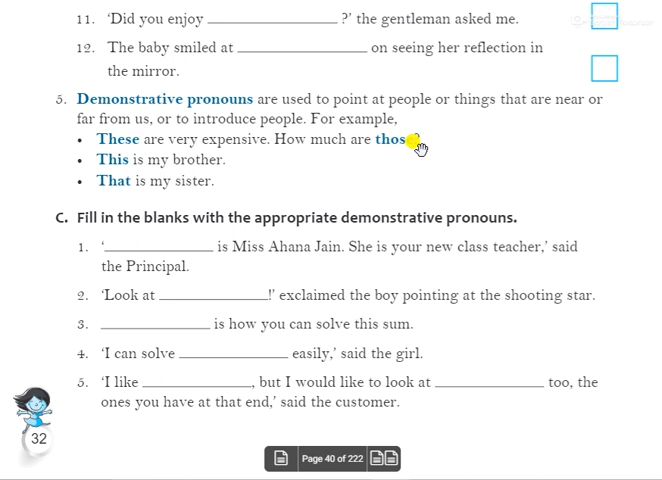 11. ‘Did you enjoy ______________ ?’ the gentleman asked me.
12. The baby smiled at ______________ on seeing her reflection in
the mirror.
5. Demonstrative pronouns are used to point at people or things that are near or
far from us, or to introduce people. For example,
• These are very expensive. How much are those?
• This is my brother.
• That is my sister.
C. Fill in the blanks with the appropriate demonstrative pronouns.
1. ‘______________ is Miss Ahana Jain. She is your new class teacher,’ said
the Principal.
2. ‘Look at ______________!’ exclaimed the boy pointing at the shooting star.
3. ______________ is how you can solve this sum.
4. ‘I can solve ______________ easily,’ said the girl.
5. ‘I like ______________, but I would like to look at ______________ too, the
ones you have at that end,’ said the customer.
32
Page 40 of 222